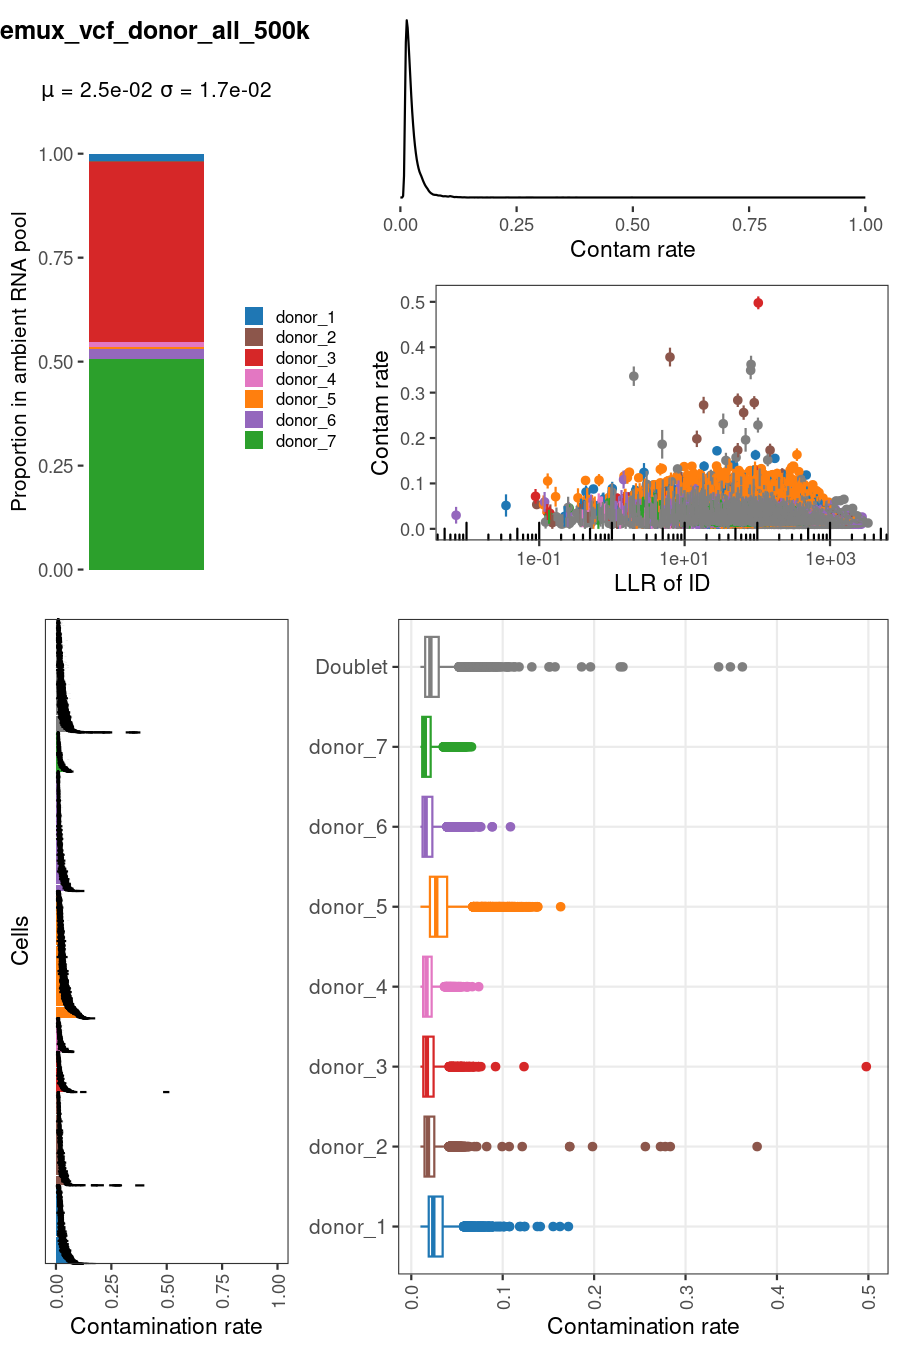 emux_vcf_donor_all_500k
μ = 2.5e-02 σ = 1.7e-02
1.00
0.75
0.50
0.25
0.00
Proportion in ambient RNA pool
donor_1
donor_2
donor_3
donor_4
donor_5
donor_6
donor_7
0.00 0.25 0.50 0.75 1.00
Contam rate
0.5
0.4
0.3
0.2
0.1
0.0
Contam rate
1e-01 1e+01 1e+03
LLR of ID
Cells
0.00 0.25 0.50 0.75 1.00
Contamination rate
Doublet
donor_7
donor_6
donor_5
donor_4
donor_3
donor_2
donor_1
0.0 0.1 0.2 0.3 0.4 0.5
Contamination rate